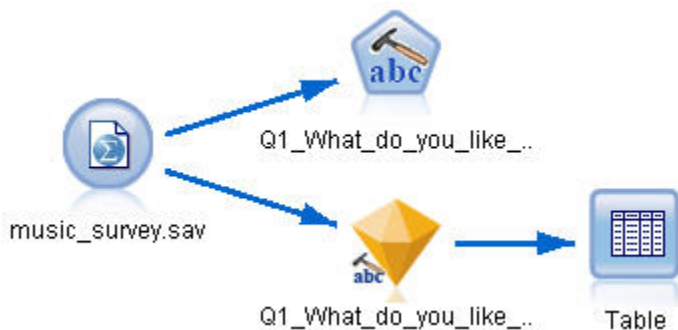 abc
Q1_What_do_you_like_..
music_survey.sav
abc
Q1_What_do_you_like_..
Table